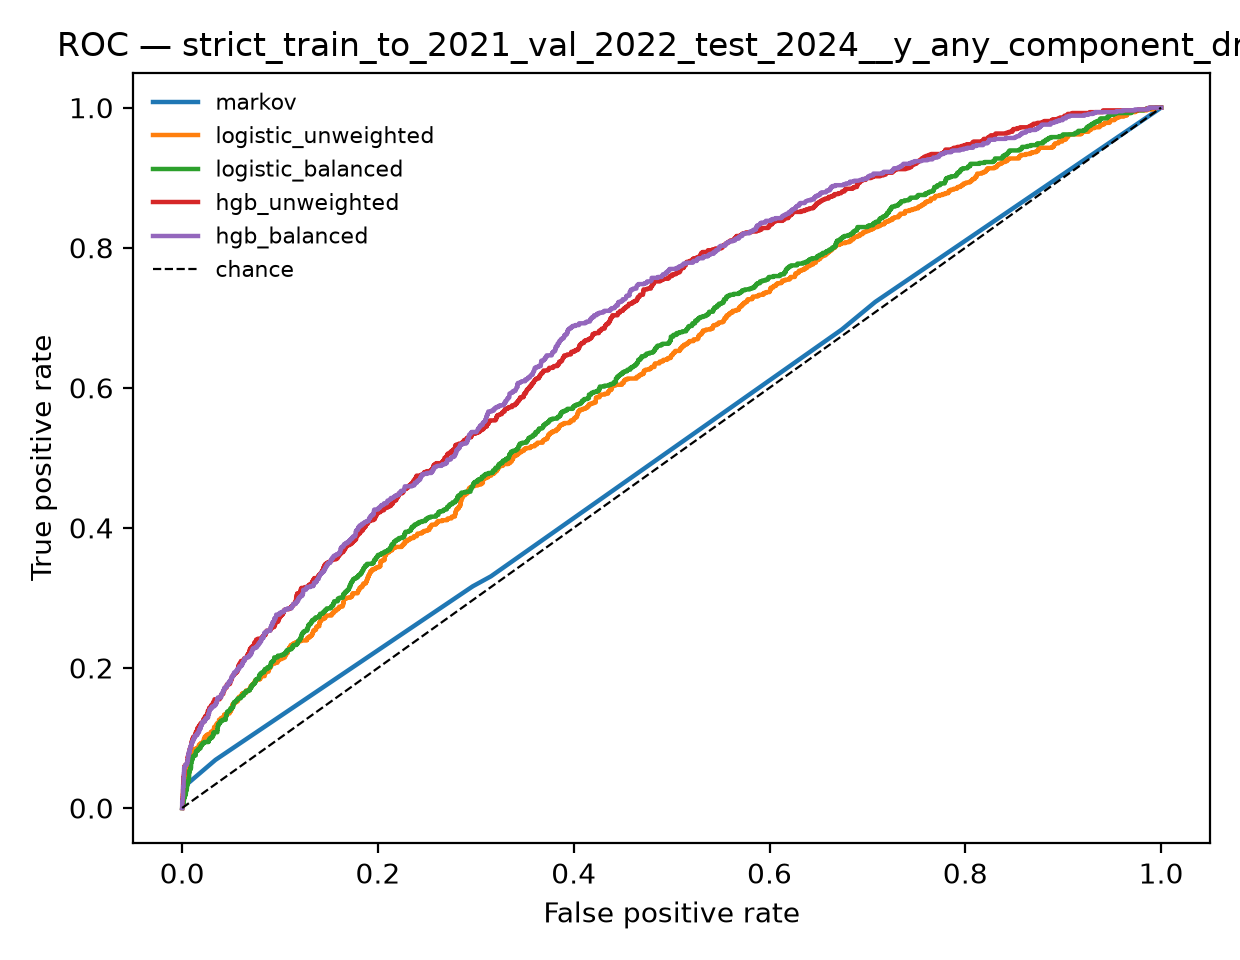 ROC — strict_train_to_2021_val_2022_test_2024__y_any_component_dr
markov
logistic_unweighted
logistic_balanced
hgb_unweighted
hgb_balanced
chance
True positive rate
1.0
0.8
0.6
0.4
0.2
0.0
0.0 0.2 0.4 0.6 0.8 1.0
False positive rate